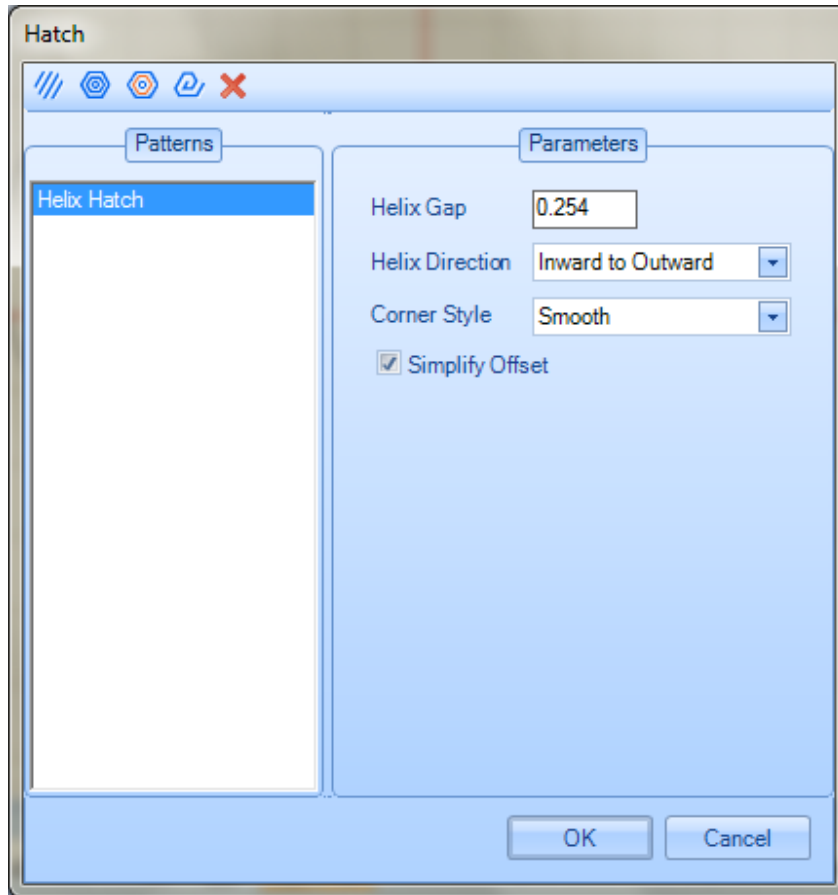 Hatch
Patterns
Helix Hatch
Parameters
Helix Gap 0.254
Helix Direction Inward to Outward
Corner Style Smooth
Simplify Offset
OK Cancel